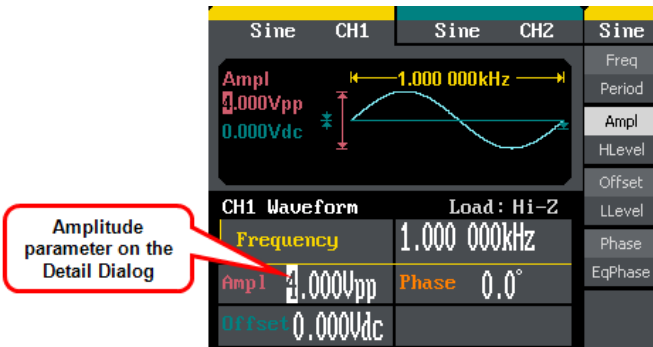 Sine CH1 Sine CH2 Sine
Freq
Period
Ampl
HLevel
Offset
LLevel
Phase
EqPhase
Ampl
4.000Vpp
0.000Vdc
1.000 000kHz
CH1 Waveform Load: Hi-Z
Frequency 1.000 000kHz
Ampl 4.000Vpp Phase 0.0°
Offset 0.000Vdc
Amplitude
parameter on the
Detail Dialog